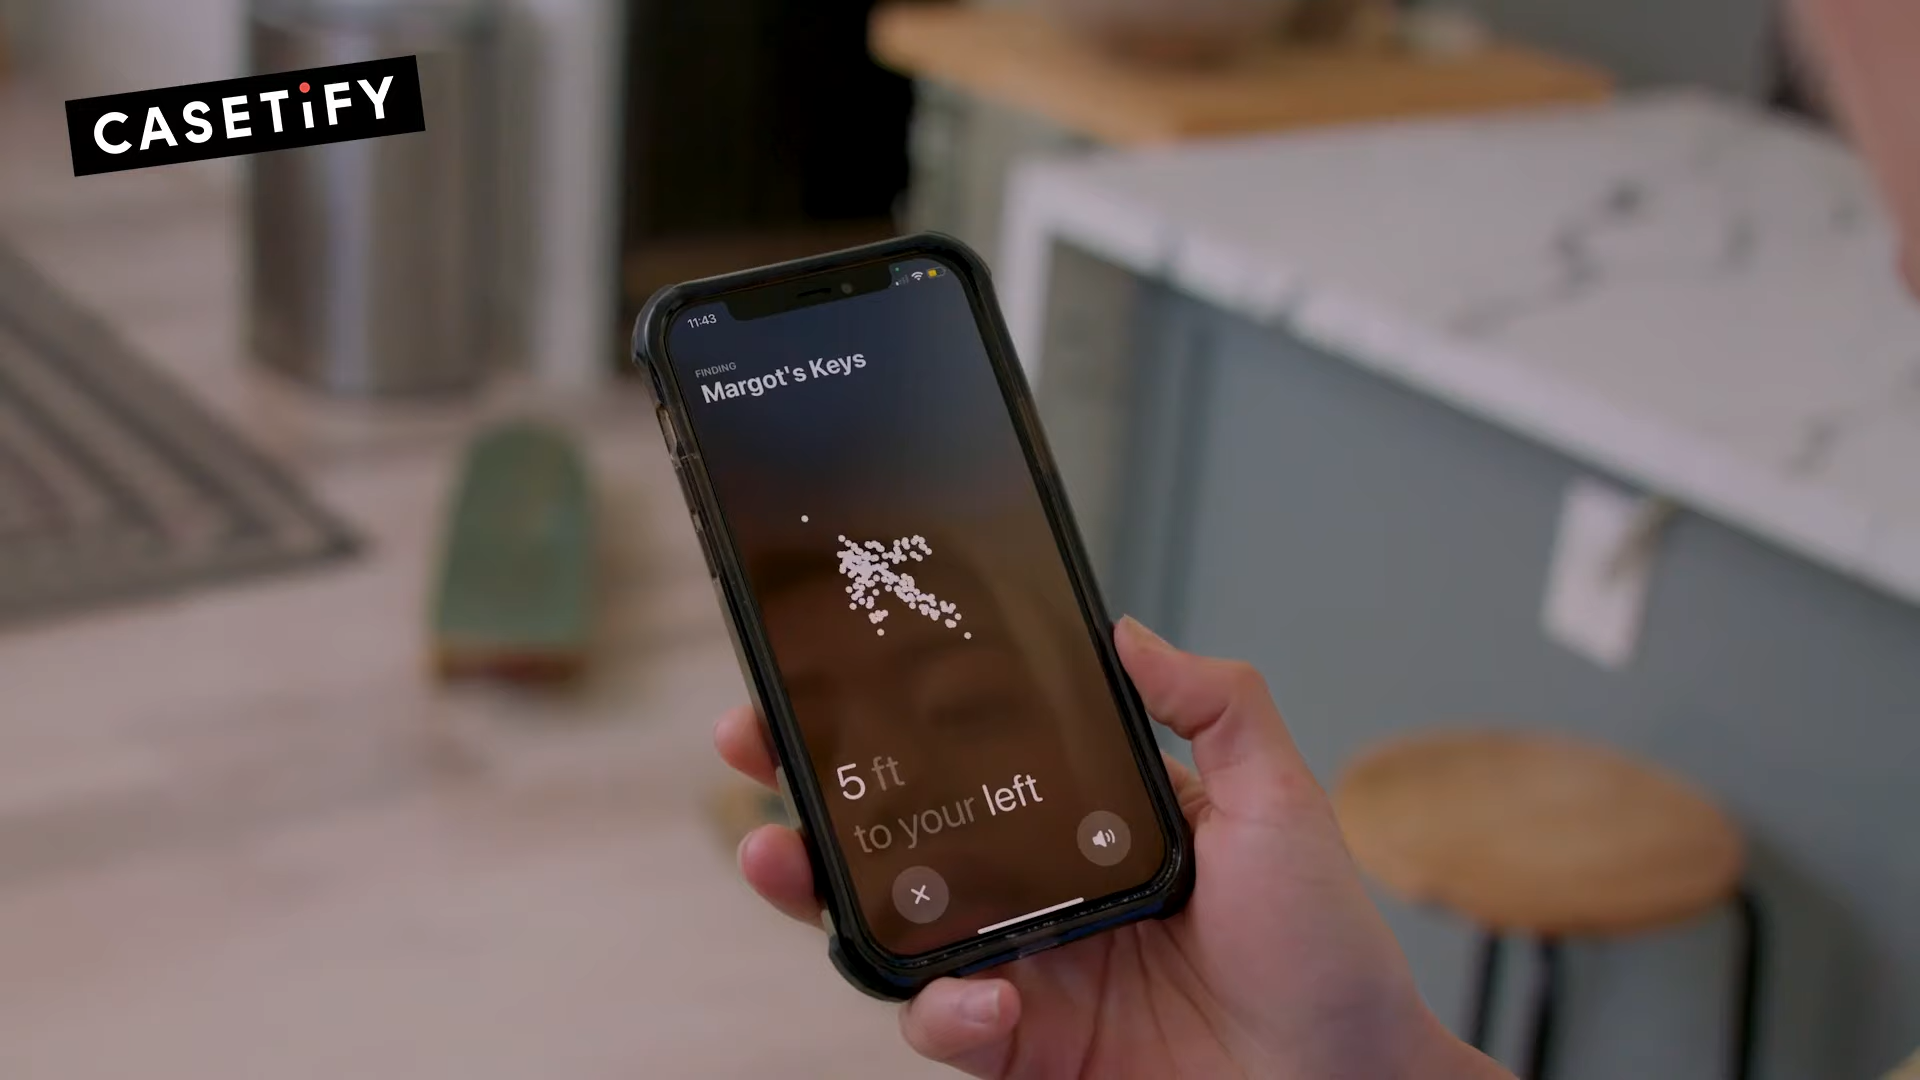 CASETiFY
11:43
FINDING
Margot's Keys
5 ft
to your left